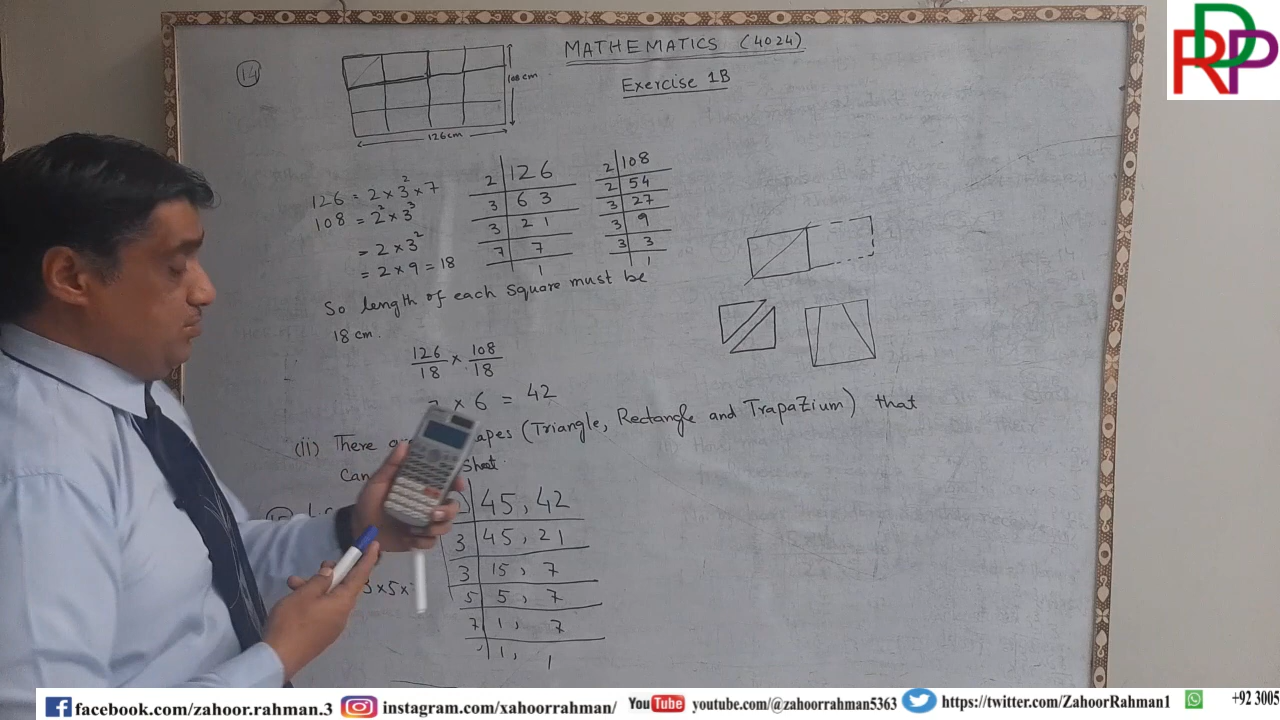 RDP
MATHEMATICS (4024)
Exercise 1B
14
108 cm
126cm
126 = 2 × 3² × 7
108 = 2² × 3³
= 2 × 3²
= 2 × 9 = 18
2 | 126
3 | 63
3 | 21
7 | 7
1
2 | 108
2 | 54
3 | 27
3 | 9
3 | 3
1
So length of each square must be
18 cm.
126/18 × 108/18
× 6 = 42
(ii) There (Triangle, Rectangle and TrapaZium) that
Can Sheet.
45, 42
3 | 45, 21
3 | 15, 7
5 | 5, 7
7 | 1, 7
1, 1
3×5×
facebook.com/zahoor.rahman.3
instagram.com/xahoorrahman/
YouTube youtube.com/@zahoorrahman5363
https://twitter.com/ZahoorRahman1
+92 3005